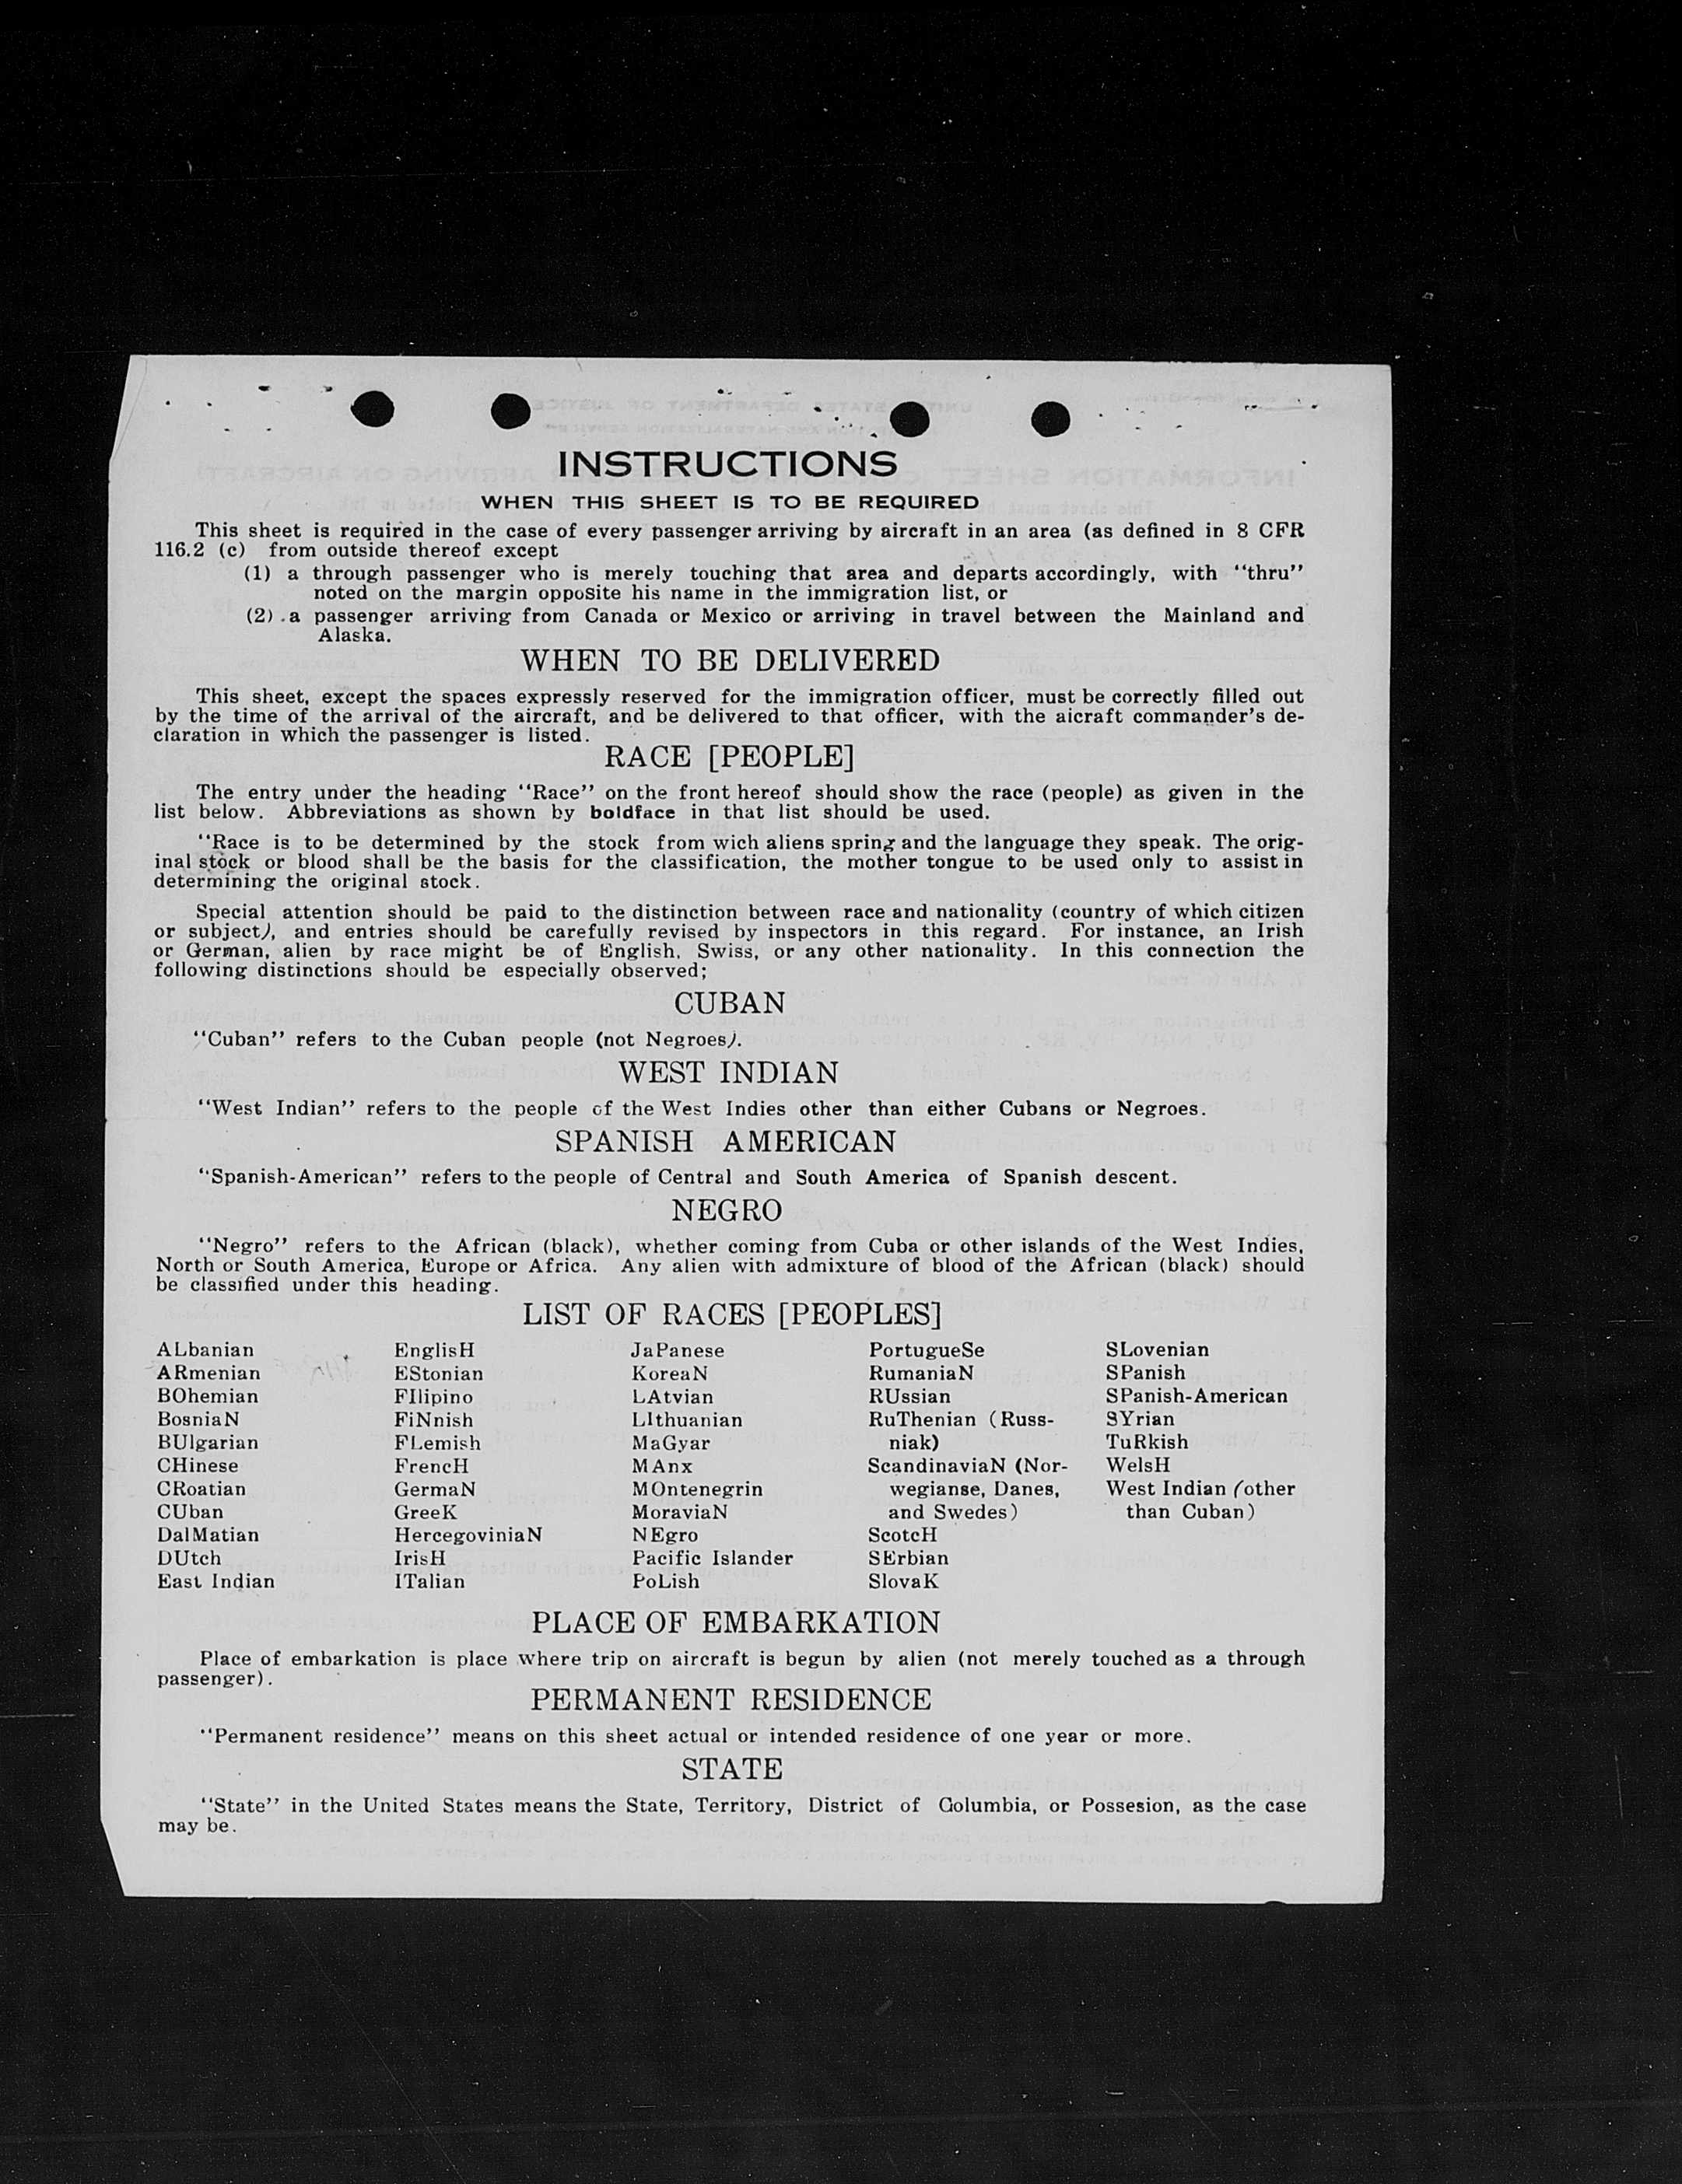 INSTRUCTIONS
WHEN THIS SHEET IS TO BE REQUIRED
This sheet is required in the case of every passenger arriving by aircraft in an area (as defined in 8 CFR
116.2 (c) from outside thereof except
(1) a through passenger who is merely touching that area and departs accordingly, with "thru"
noted on the margin opposite his name in the immigration list, or
(2) a passenger arriving from Canada or Mexico or arriving in travel between the Mainland and
Alaska.
WHEN TO BE DELIVERED
This sheet, except the spaces expressly reserved for the immigration officer, must be correctly filled out
by the time of the arrival of the aircraft, and be delivered to that officer, with the aicraft commander's de-
claration in which the passenger is listed.
RACE [PEOPLE]
The entry under the heading "Race" on the front hereof should show the race (people) as given in the
list below. Abbreviations as shown by boldface in that list should be used.
"Race is to be determined by the stock from wich aliens spring and the language they speak. The orig-
inal stock or blood shall be the basis for the classification, the mother tongue to be used only to assist in
determining the original stock.
Special attention should be paid to the distinction between race and nationality (country of which citizen
or subject), and entries should be carefully revised by inspectors in this regard. For instance, an Irish
or German, alien by race might be of English, Swiss, or any other nationality. In this connection the
following distinctions should be especially observed;
CUBAN
"Cuban" refers to the Cuban people (not Negroes).
WEST INDIAN
"West Indian" refers to the people of the West Indies other than either Cubans or Negroes.
SPANISH AMERICAN
"Spanish-American" refers to the people of Central and South America of Spanish descent.
NEGRO
"Negro" refers to the African (black), whether coming from Cuba or other islands of the West Indies,
North or South America, Europe or Africa. Any alien with admixture of blood of the African (black) should
be classified under this heading.
LIST OF RACES [PEOPLES]
ALbanian
ARmenian
BOhemian
BosniaN
BUlgarian
CHinese
CRoatian
CUban
DalMatian
DUtch
East Indian
EnglisH
EStonian
FIlipino
FiNnish
FLemish
FrencH
GermaN
GreeK
HercegoviniaN
IrisH
ITalian
JaPanese
KoreaN
LAtvian
LIthuanian
MaGyar
MAnx
MOntenegrin
MoraviaN
NEgro
Pacific Islander
PoLish
PortugueSe
RumaniaN
RUssian
RuThenian (Russ-
niak)
ScandinaviaN (Nor-
wegianse, Danes,
and Swedes)
ScotcH
SErbian
SlovaK
SLovenian
SPanish
SPanish-American
SYrian
TuRkish
WelsH
West Indian (other
than Cuban)
PLACE OF EMBARKATION
Place of embarkation is place where trip on aircraft is begun by alien (not merely touched as a through
passenger).
PERMANENT RESIDENCE
"Permanent residence" means on this sheet actual or intended residence of one year or more.
STATE
"State" in the United States means the State, Territory, District of Columbia, or Possesion, as the case
may be.